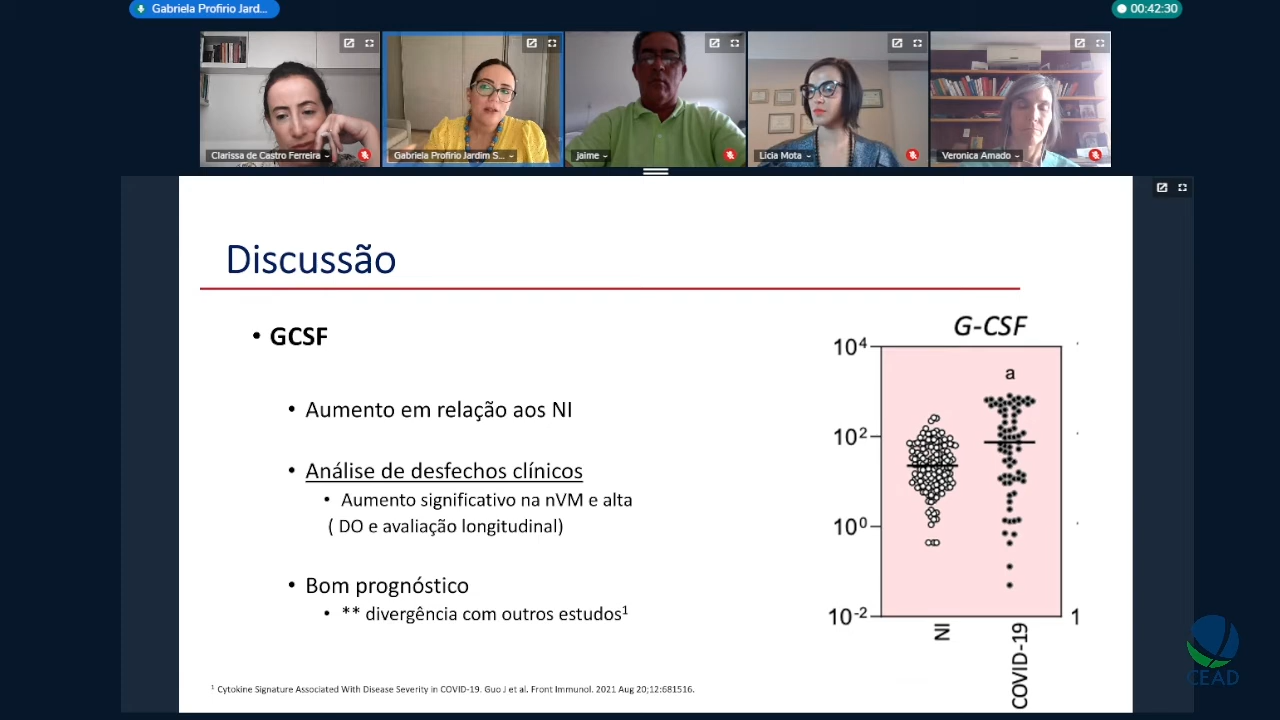 Gabriela Profirio Jard...
00:42:30
Clarissa de Castro Ferreira
Gabriela Profirio Jardim S...
jaime
Licia Mota
Veronica Amado
Discussão
• GCSF
• Aumento em relação aos NI
• Análise de desfechos clínicos
• Aumento significativo na nVM e alta
( DO e avaliação longitudinal)
• Bom prognóstico
• ** divergência com outros estudos¹
¹ Cytokine Signature Associated With Disease Severity in COVID-19. Guo J et al. Front Immunol. 2021 Aug 20;12:681516.
G-CSF
10⁴
a
10²
10⁰
10⁻²
1
NI
COVID-19
CEAD